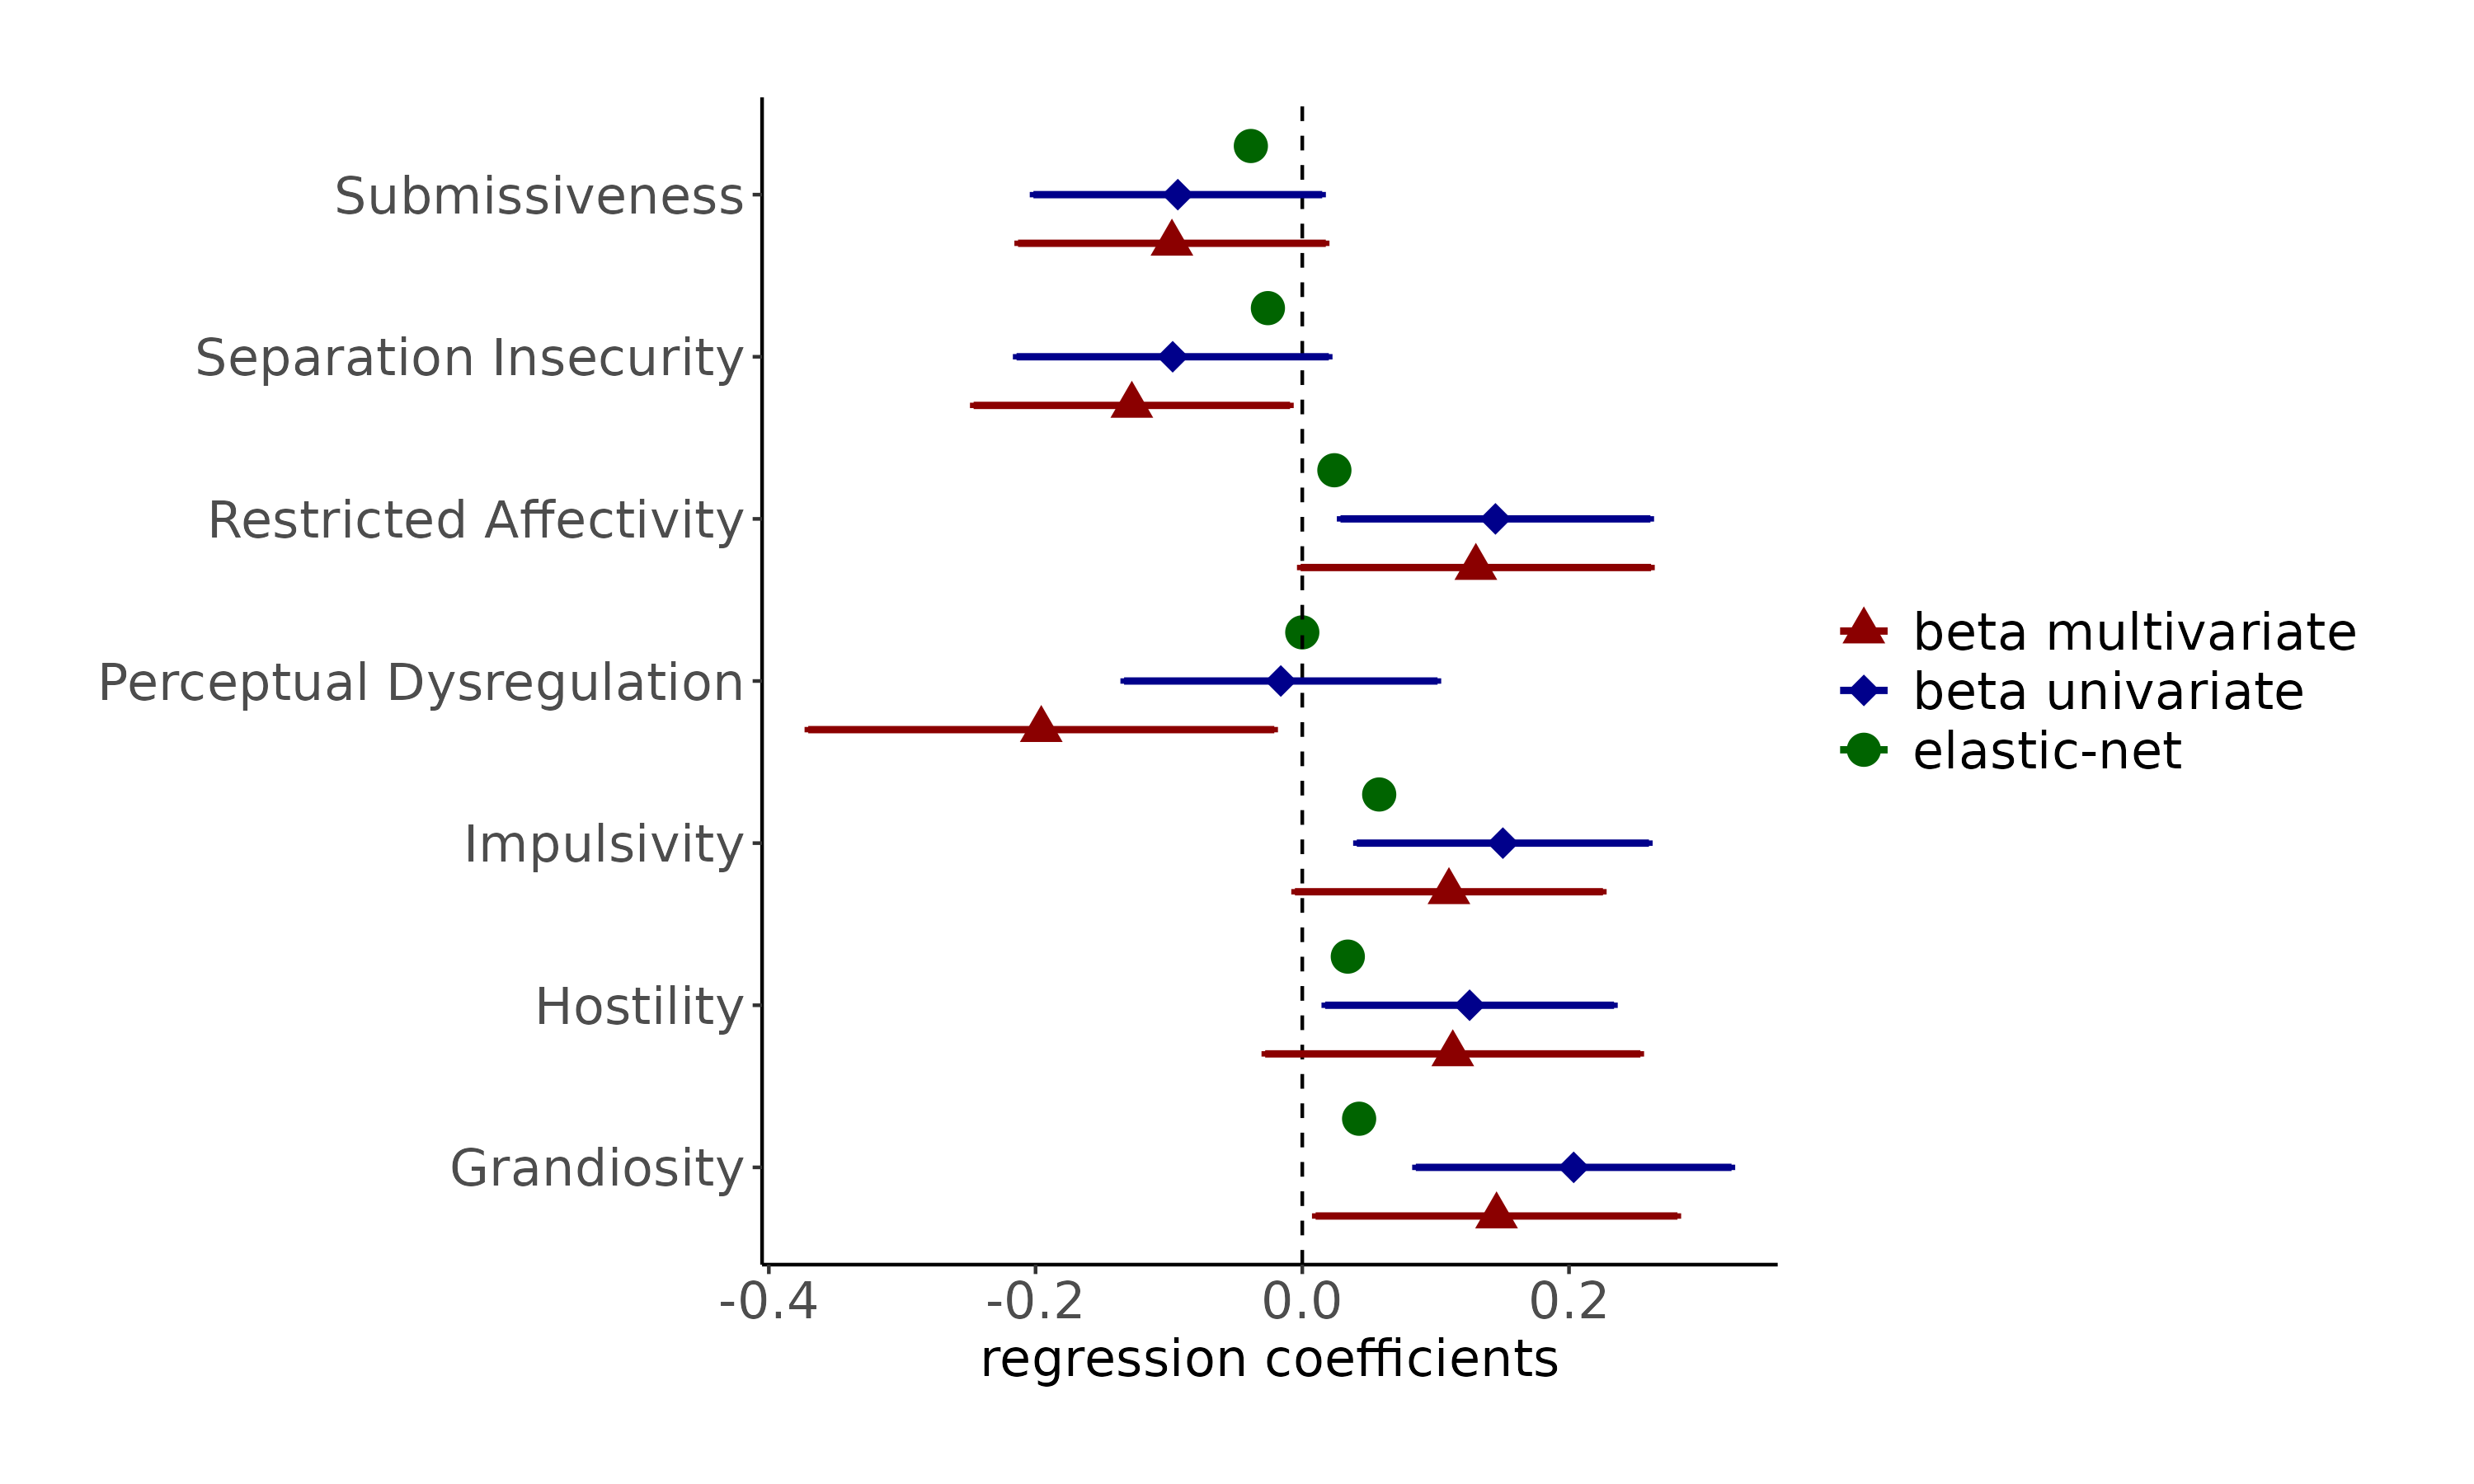 Submissiveness
Separation Insecurity
Restricted Affectivity
Perceptual Dysregulation
Impulsivity
Hostility
Grandiosity
-0.4 -0.2 0.0 0.2
regression coefficients
beta multivariate
beta univariate
elastic-net